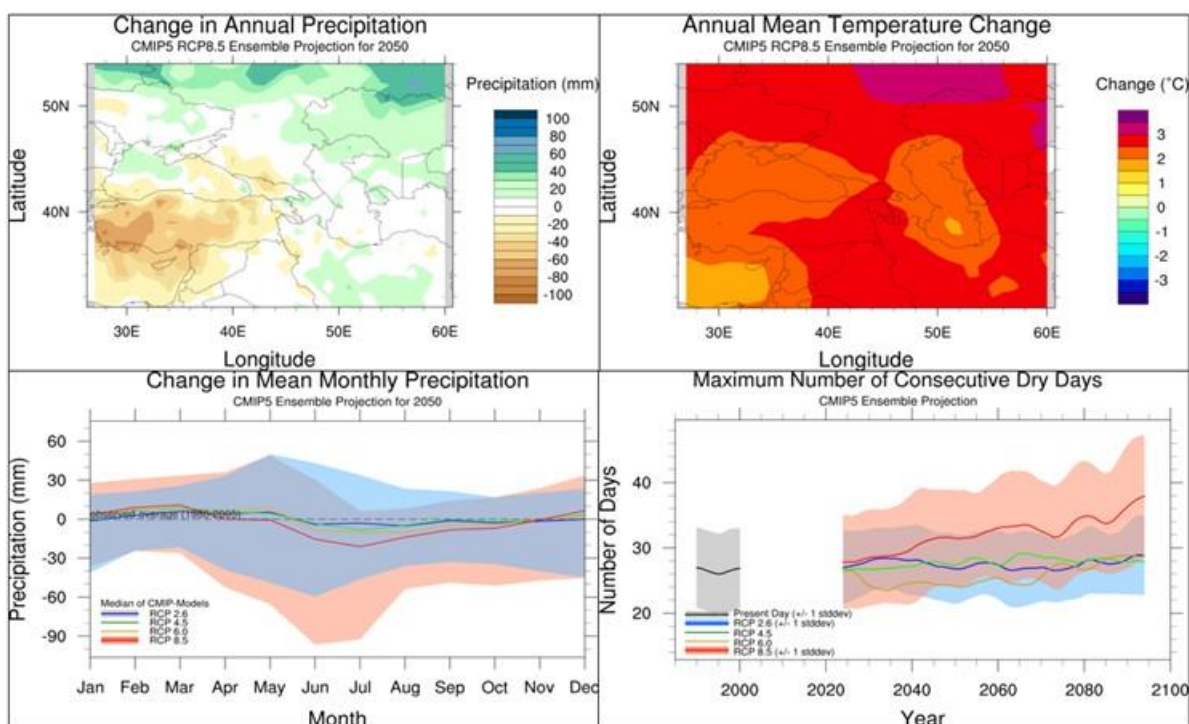 Change in Annual Precipitation
CMIP5 RCP8.5 Ensemble Projection for 2050
Precipitation (mm)
100
80
60
40
20
0
-20
-40
-60
-80
-100
Latitude
50N
40N
30E
40E
50E
60E
Longitude
Annual Mean Temperature Change
CMIP5 RCP8.5 Ensemble Projection for 2050
Change (°C)
3
2
1
0
-1
-2
-3
Latitude
50N
40N
30E
40E
50E
60E
Longitude
Change in Mean Monthly Precipitation
CMIP5 Ensemble Projection for 2050
Precipitation (mm)
60
30
0
-30
-60
-90
Median of CMIP-Models
RCP 2.6
RCP 4.5
RCP 6.0
RCP 8.5
Jan Feb Mar Apr May Jun Jul Aug Sep Oct Nov Dec
Month
Maximum Number of Consecutive Dry Days
CMIP5 Ensemble Projection
Number of Days
40
30
20
Present Day (+/- 1 stddev)
RCP 2.6 (+/- 1 stddev)
RCP 4.5
RCP 6.0
RCP 8.5 (+/- 1 stddev)
2000 2020 2040 2060 2080 2100
Year